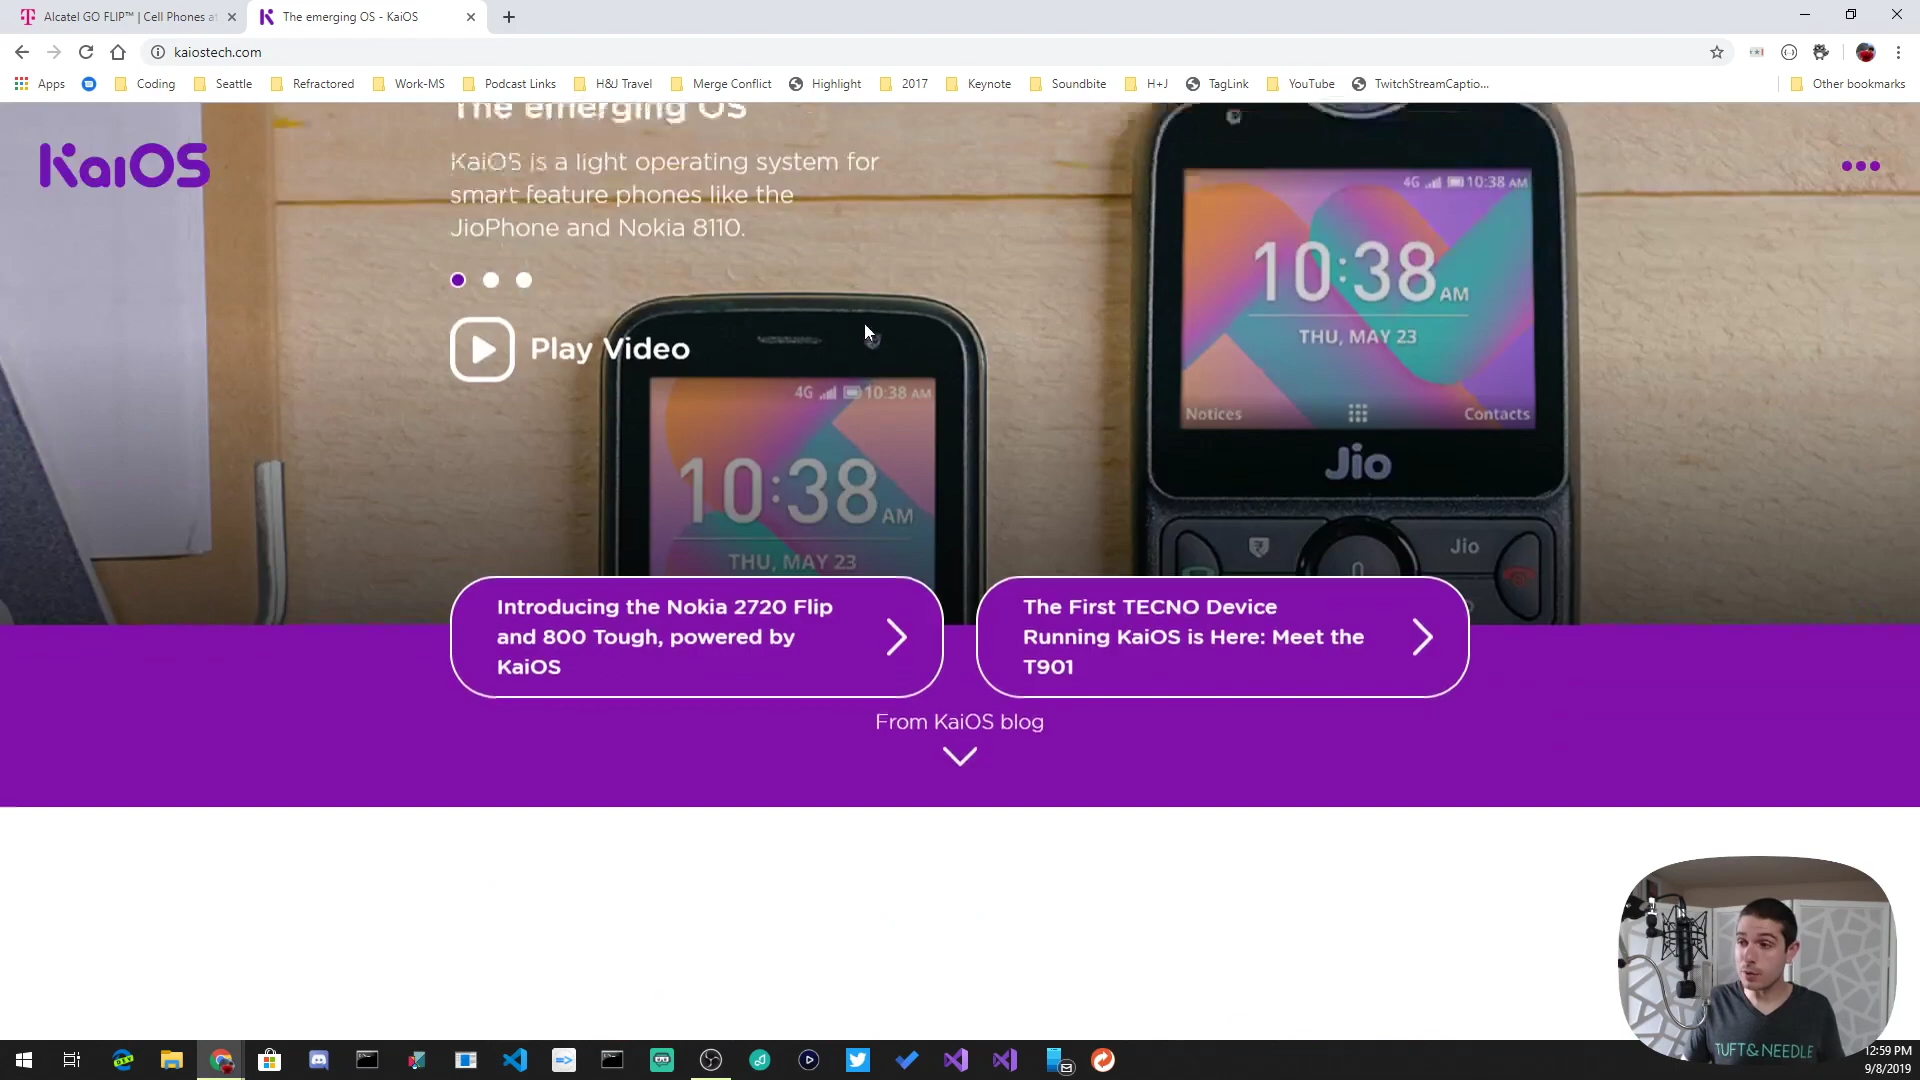 Alcatel GO FLIP™ | Cell Phones at
The emerging OS - KaiOS
kaiostech.com
Apps
Coding
Seattle
Refractored
Work-MS
Podcast Links
H&J Travel
Merge Conflict
Highlight
2017
Keynote
Soundbite
H+J
TagLink
YouTube
TwitchStreamCaptio...
Other bookmarks
KaiOS
The emerging OS
KaiOS is a light operating system for
smart feature phones like the
JioPhone and Nokia 8110.
Play Video
4G 10:38 AM
10:38 AM
THU, MAY 23
Notices
Contacts
Jio
Jio
4G 10:38 AM
10:38 AM
THU, MAY 23
Introducing the Nokia 2720 Flip
and 800 Tough, powered by
KaiOS
The First TECNO Device
Running KaiOS is Here: Meet the
T901
From KaiOS blog
TUFT & NEEDLE
12:59 PM
9/8/2019